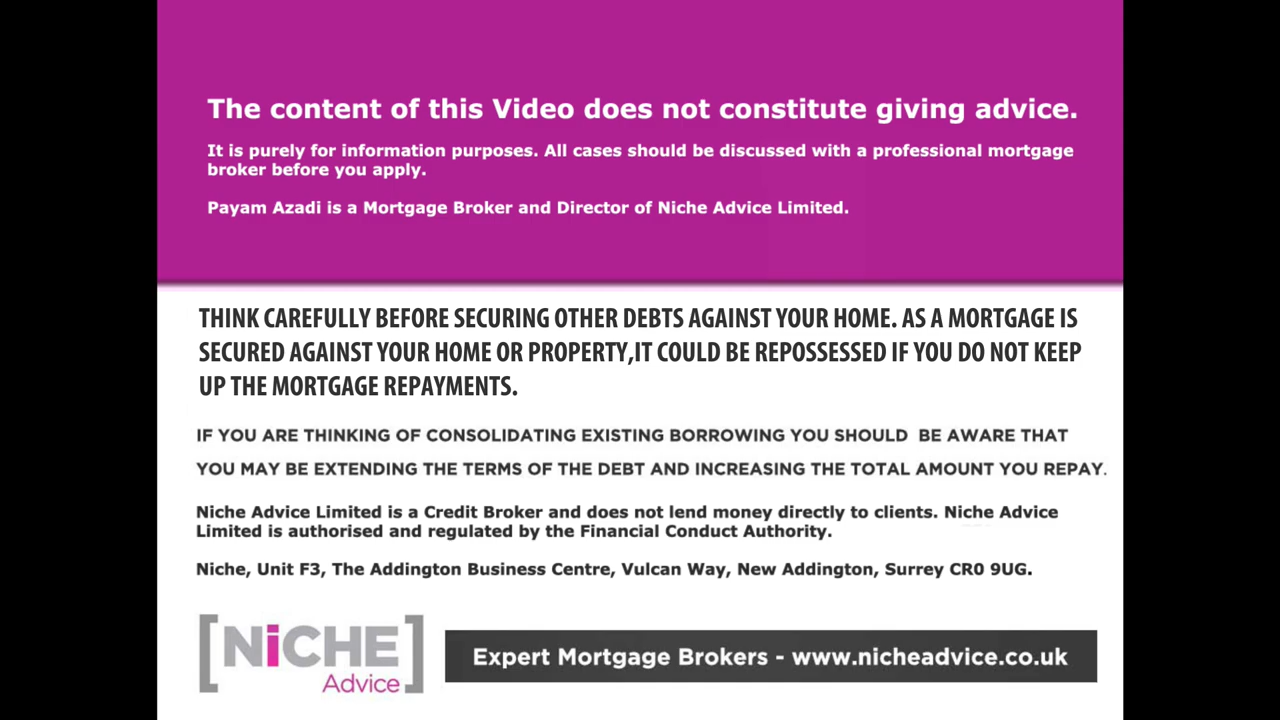 The content of this Video does not constitute giving advice.
It is purely for information purposes. All cases should be discussed with a professional mortgage
broker before you apply.
Payam Azadi is a Mortgage Broker and Director of Niche Advice Limited.
THINK CAREFULLY BEFORE SECURING OTHER DEBTS AGAINST YOUR HOME. AS A MORTGAGE IS
SECURED AGAINST YOUR HOME OR PROPERTY,IT COULD BE REPOSSESSED IF YOU DO NOT KEEP
UP THE MORTGAGE REPAYMENTS.
IF YOU ARE THINKING OF CONSOLIDATING EXISTING BORROWING YOU SHOULD BE AWARE THAT
YOU MAY BE EXTENDING THE TERMS OF THE DEBT AND INCREASING THE TOTAL AMOUNT YOU REPAY.
Niche Advice Limited is a Credit Broker and does not lend money directly to clients. Niche Advice
Limited is authorised and regulated by the Financial Conduct Authority.
Niche, Unit F3, The Addington Business Centre, Vulcan Way, New Addington, Surrey CR0 9UG.
[NiCHE
Advice]
Expert Mortgage Brokers - www.nicheadvice.co.uk